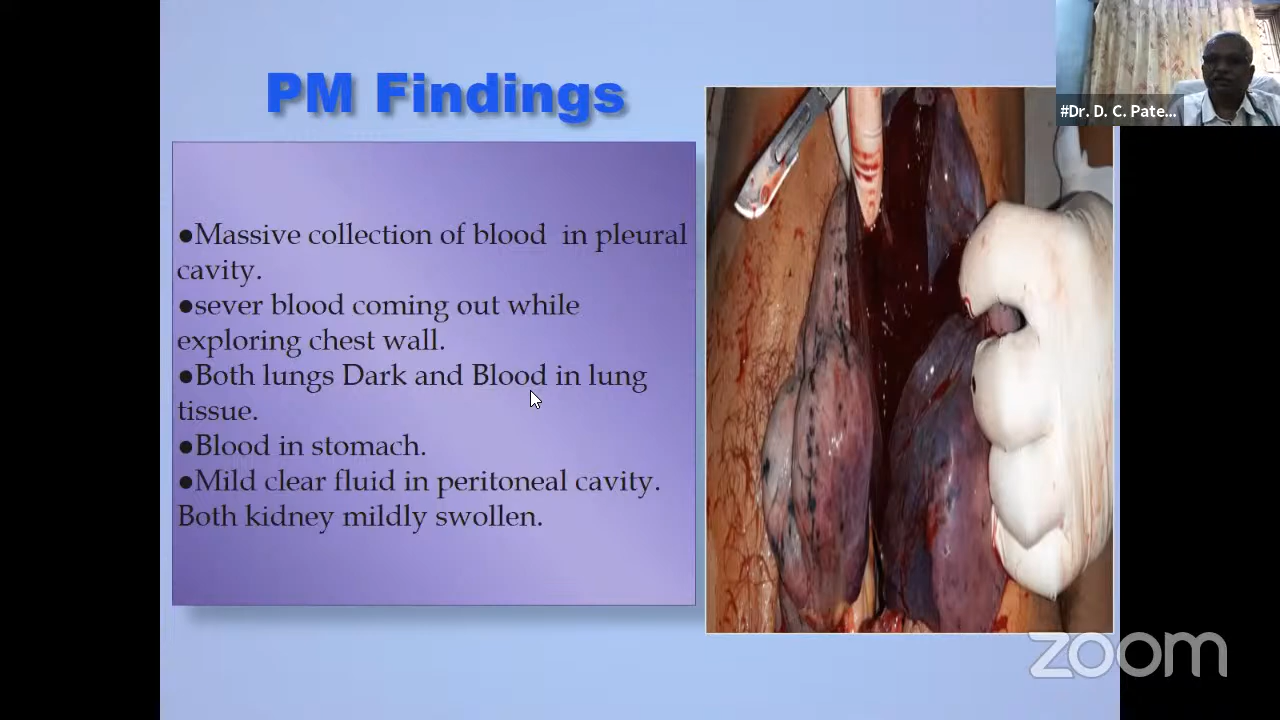 PM Findings
#Dr. D. C. Pate...
●Massive collection of blood in pleural
cavity.
●sever blood coming out while
exploring chest wall.
●Both lungs Dark and Blood in lung
tissue.
●Blood in stomach.
●Mild clear fluid in peritoneal cavity.
Both kidney mildly swollen.
zoom